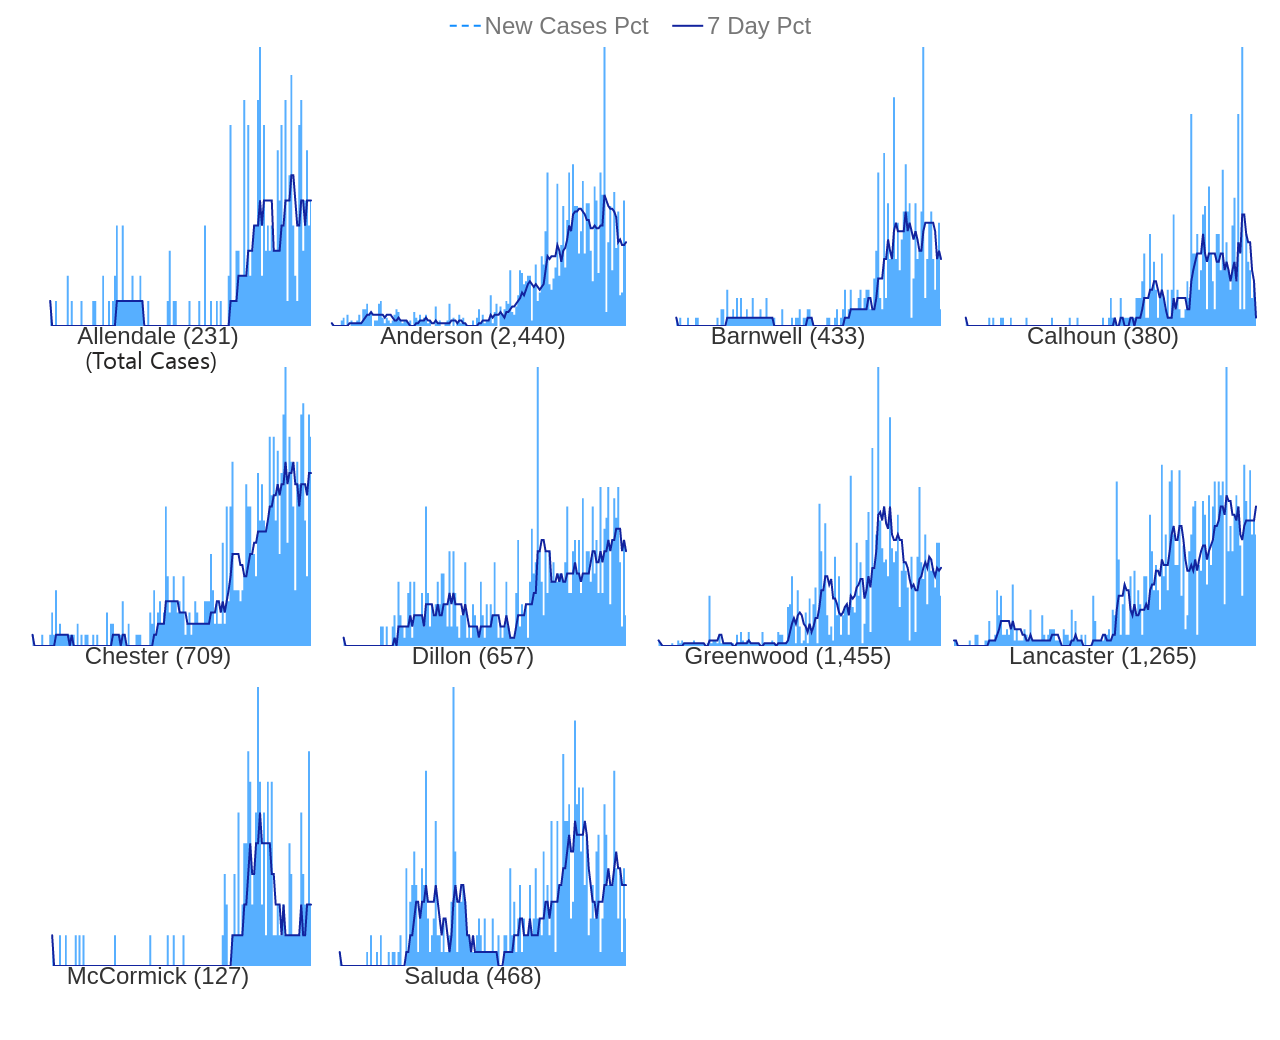 New Cases Pct 7 Day Pct
Allendale (231) Anderson (2,440) Barnwell (433) Calhoun (380)
(Total Cases)
Chester (709) Dillon (657) Greenwood (1,455) Lancaster (1,265)
McCormick (127) Saluda (468)